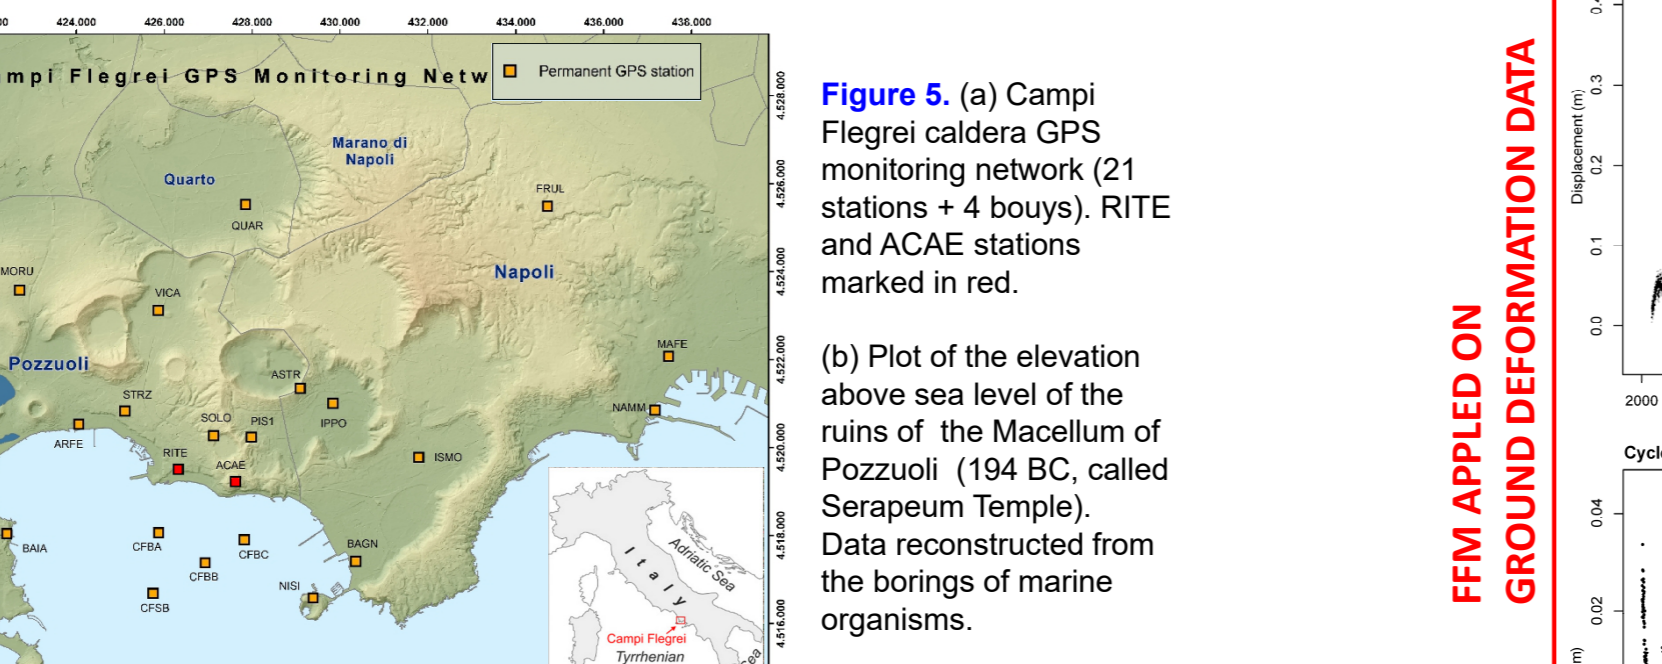 424.000 426.000 428.000 430.000 432.000 434.000 436.000 438.000
mpi Flegrei GPS Monitoring Netw
Permanent GPS station
4.528.000
Marano di
Napoli
Quarto
4.526.000
FRUL
QUAR
Napoli
4.524.000
MORU
VICA
4.522.000
MAFE
Pozzuoli
ASTR
STRZ
NAMM
SOLO
PIS1
IPPO
ARFE
4.520.000
RITE
ACAE
ISMO
4.518.000
BAIA
CFBA
CFBC
BAGN
CFBB
NISI
CFSB
4.516.000
Italy
Adriatic Sea
Campi Flegrei
Tyrrhenian
Figure 5. (a) Campi
Flegrei caldera GPS
monitoring network (21
stations + 4 bouys). RITE
and ACAE stations
marked in red.
(b) Plot of the elevation
above sea level of the
ruins of the Macellum of
Pozzuoli (194 BC, called
Serapeum Temple).
Data reconstructed from
the borings of marine
organisms.
FFM APPLED ON
GROUND DEFORMATION DATA
0.3
Displacement (m)
0.2
0.1
0.0
2000
Cycl
0.04
0.02
m)